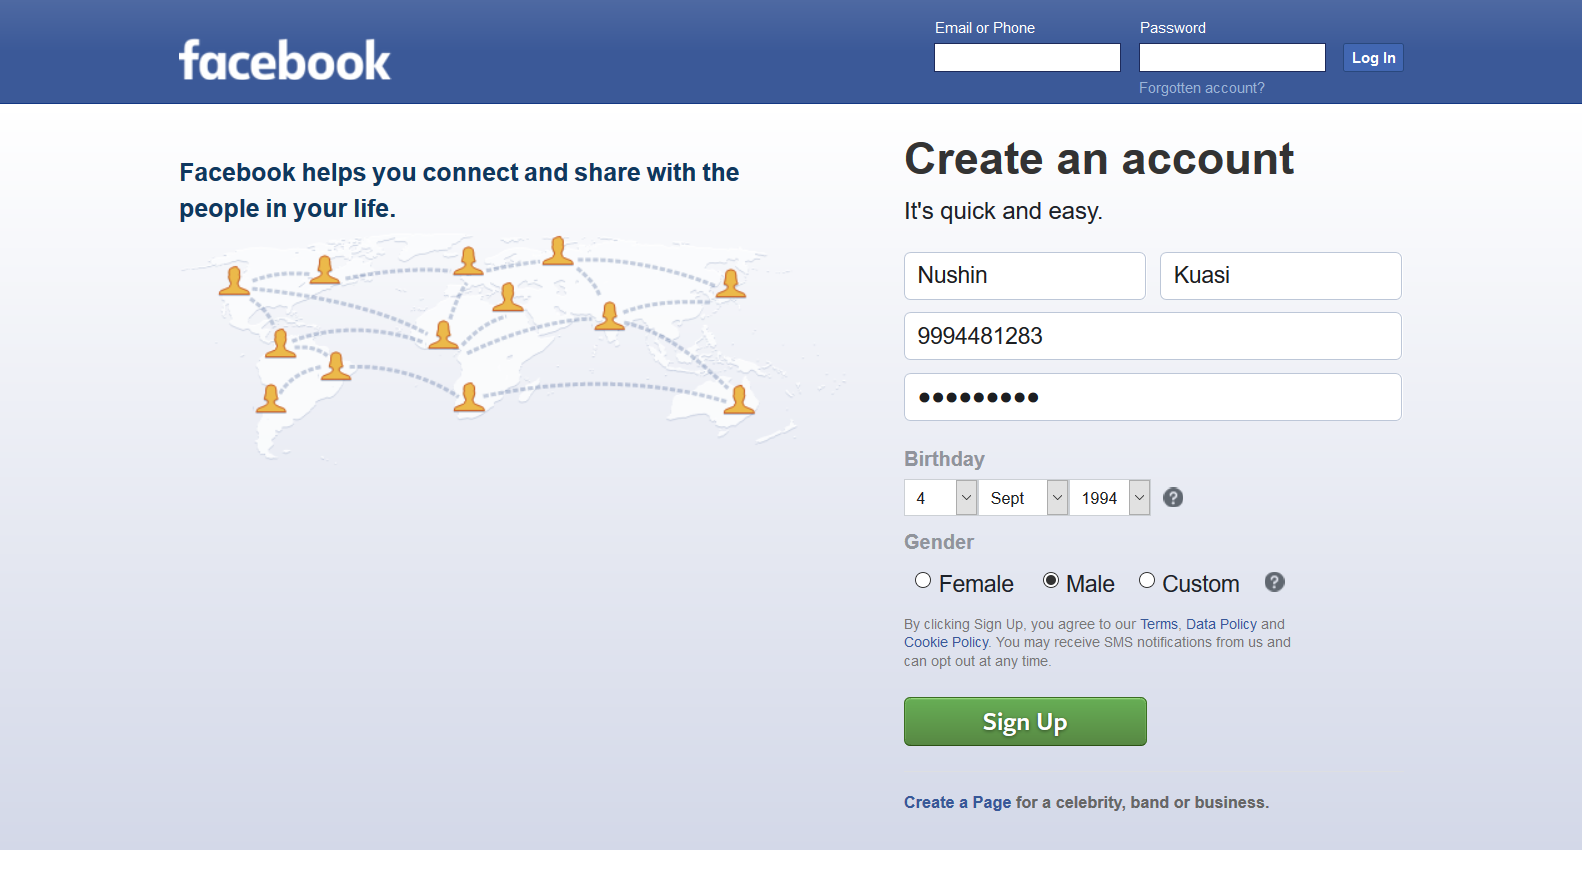 facebook
Email or Phone
Password
Log In
Forgotten account?
Facebook helps you connect and share with the
people in your life.
Create an account
It's quick and easy.
Nushin
Kuasi
9994481283
●●●●●●●●●
Birthday
4
Sept
1994
?
Gender
Female
Male
Custom
?
By clicking Sign Up, you agree to our Terms, Data Policy and
Cookie Policy. You may receive SMS notifications from us and
can opt out at any time.
Sign Up
Create a Page for a celebrity, band or business.